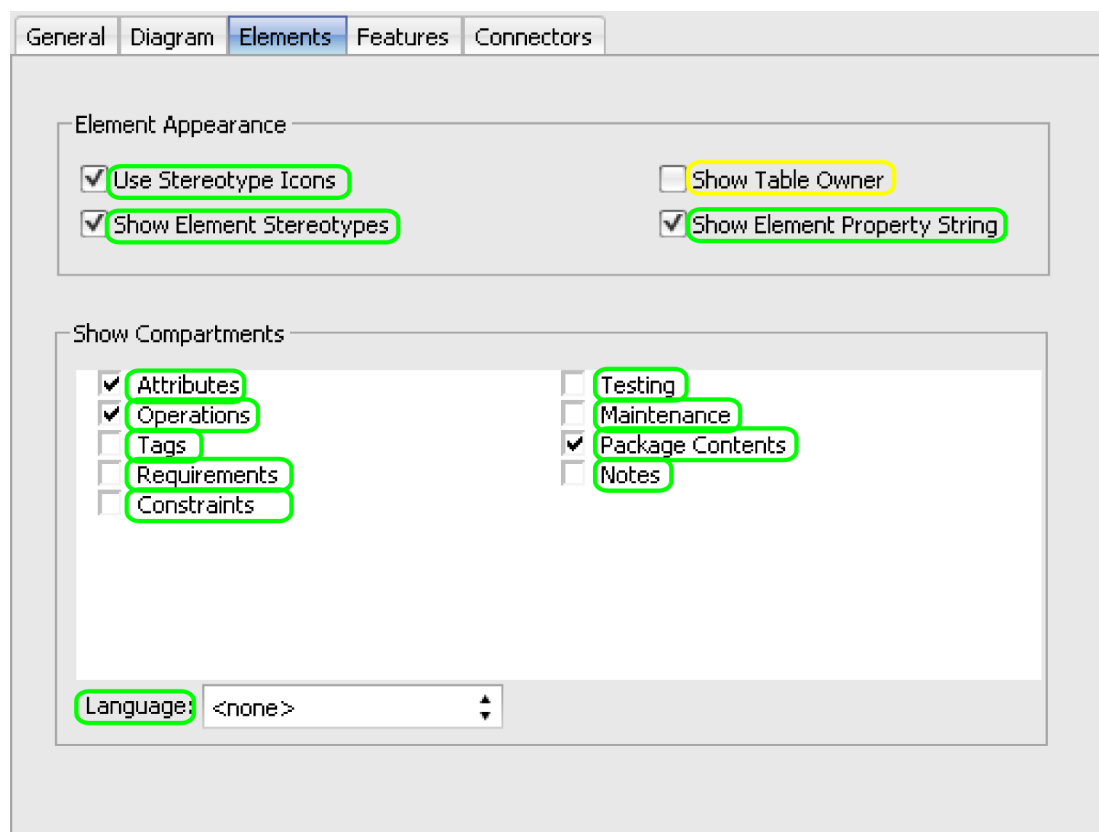 General Diagram Elements Features Connectors
Element Appearance
Use Stereotype Icons Show Table Owner
Show Element Stereotypes Show Element Property String
Show Compartments
Attributes Testing
Operations Maintenance
Tags Package Contents
Requirements Notes
Constraints
Language: <none>